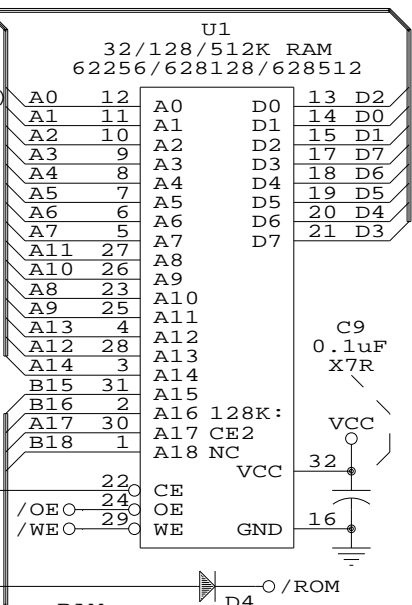 U1
32/128/512K RAM
62256/628128/628512
A0 12 A0 D0 13 D2
A1 11 A1 D1 14 D0
A2 10 A2 D2 15 D1
A3 9 A3 D3 17 D7
A4 8 A4 D4 18 D6
A5 7 A5 D5 19 D5
A6 6 A6 D6 20 D4
A7 5 A7 D7 21 D3
A11 27 A8
A10 26 A9
A8 23 A10
A9 25 A11
A13 4 A12
A12 28 A13
A14 3 A14
B15 31 A15
B16 2 A16 128K:
A17 30 A17 CE2
B18 1 A18 NC
C9
0.1uF
X7R
VCC
VCC 32
22 CE
/OE 24 OE
/WE 29 WE GND 16
/ROM
D4